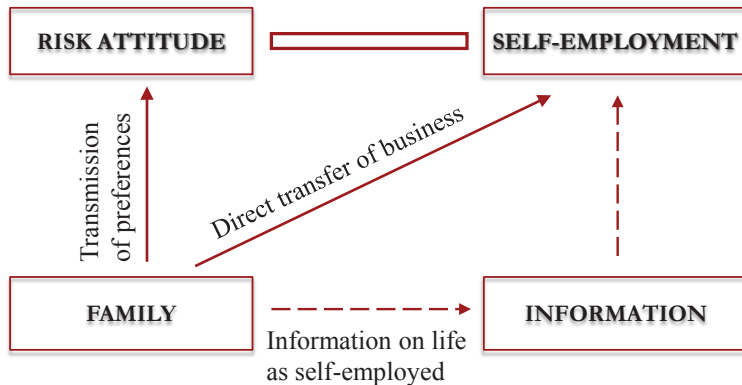 RISK ATTITUDE
SELF-EMPLOYMENT
Transmission
of preferences
Direct transfer of business
FAMILY
INFORMATION
Information on life
as self-employed